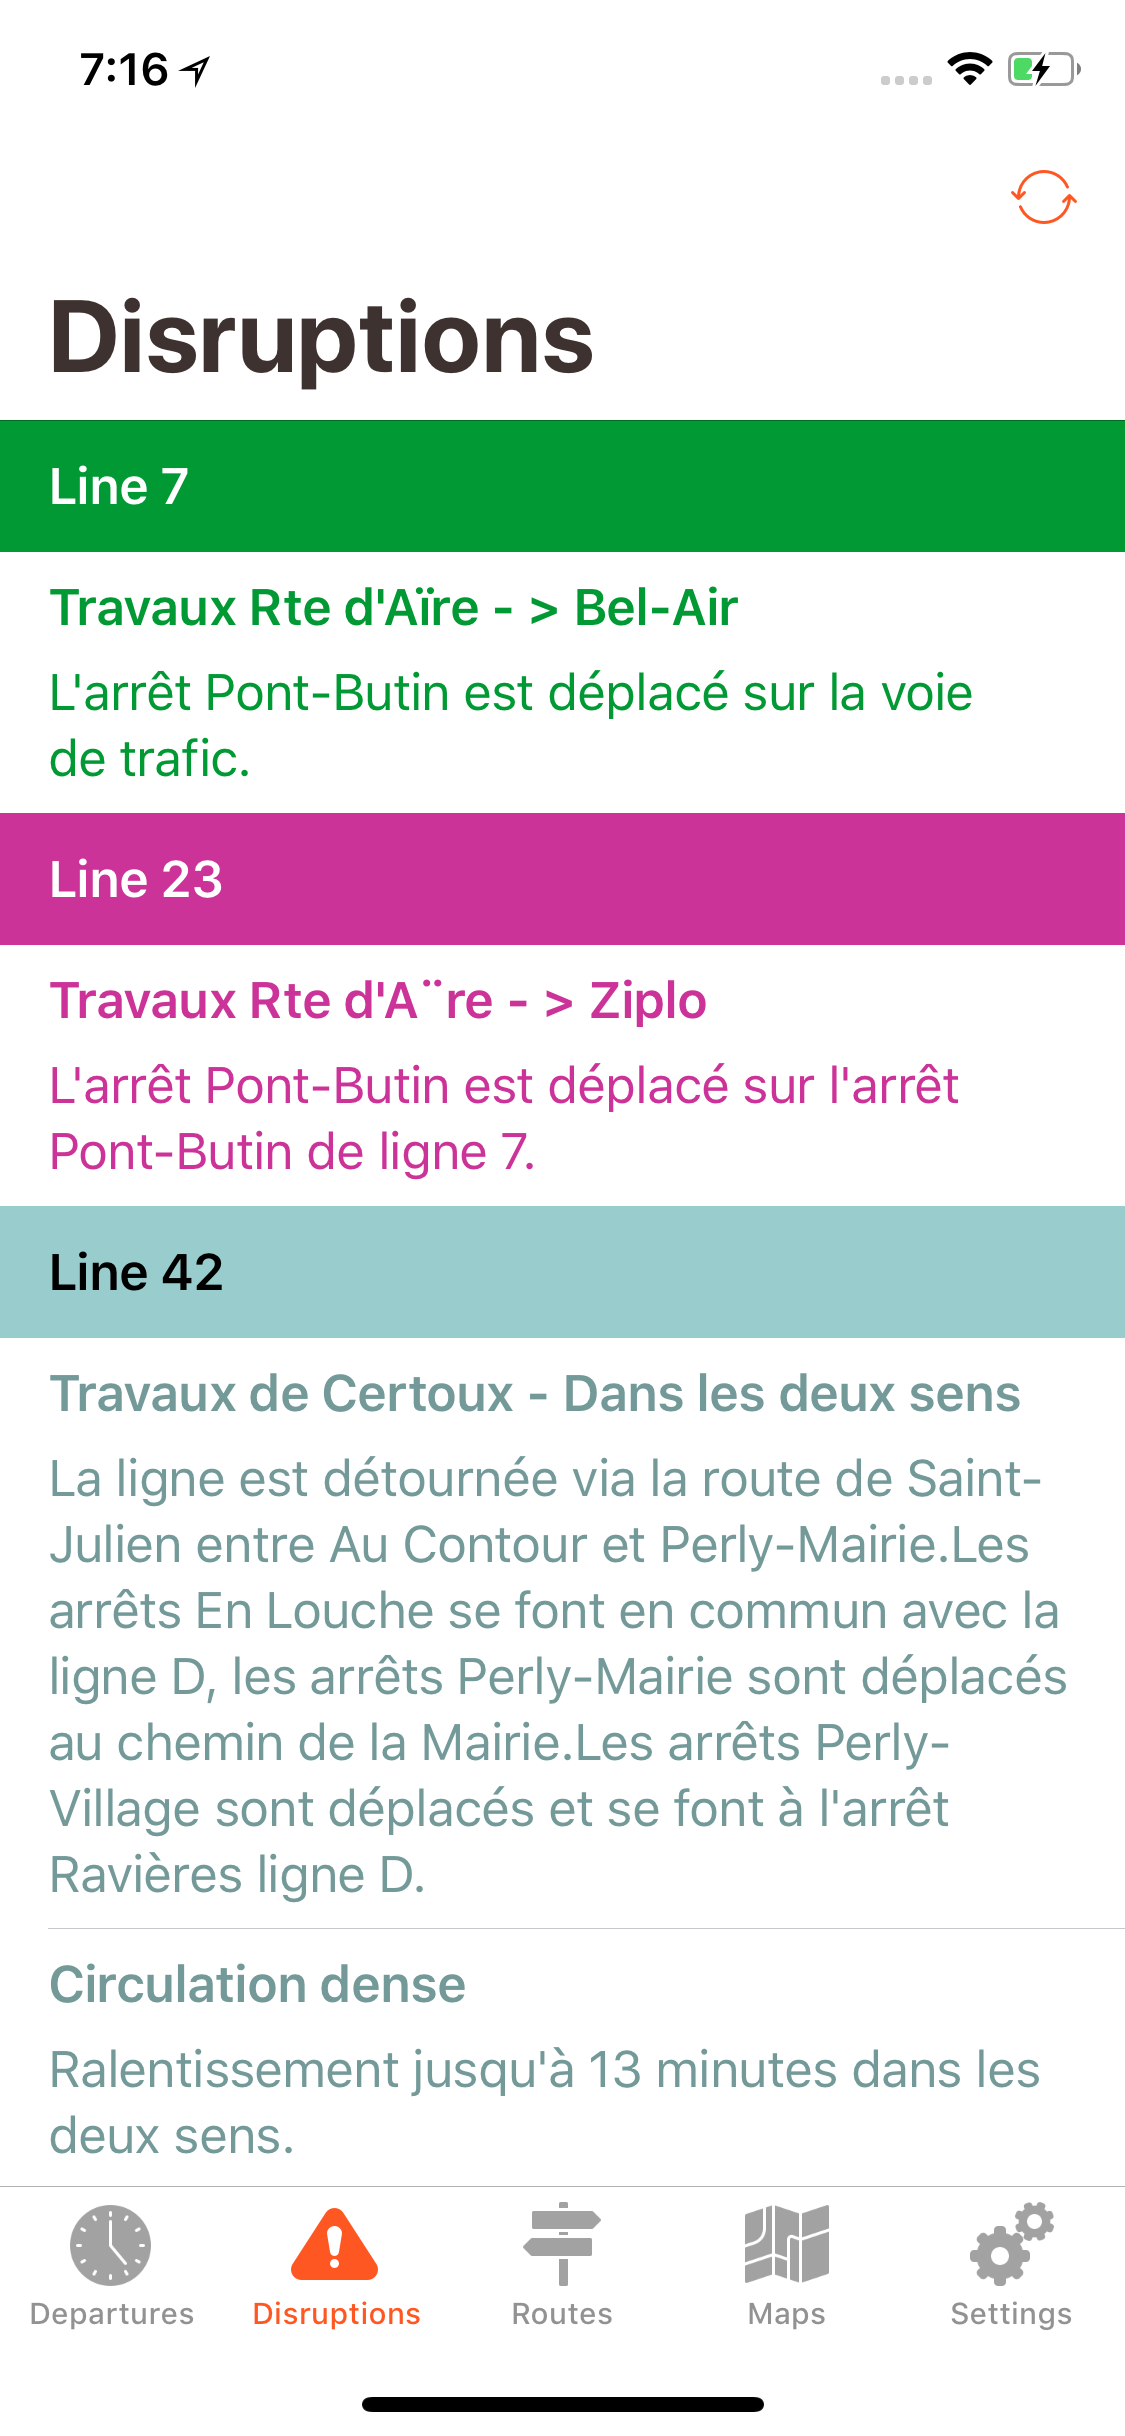 7:16
Disruptions
Line 7
Travaux Rte d'Aïre - > Bel-Air
L'arrêt Pont-Butin est déplacé sur la voie
de trafic.
Line 23
Travaux Rte d'A¨re - > Ziplo
L'arrêt Pont-Butin est déplacé sur l'arrêt
Pont-Butin de ligne 7.
Line 42
Travaux de Certoux - Dans les deux sens
La ligne est détournée via la route de Saint-
Julien entre Au Contour et Perly-Mairie.Les
arrêts En Louche se font en commun avec la
ligne D, les arrêts Perly-Mairie sont déplacés
au chemin de la Mairie.Les arrêts Perly-
Village sont déplacés et se font à l'arrêt
Ravières ligne D.
Circulation dense
Ralentissement jusqu'à 13 minutes dans les
deux sens.
Departures Disruptions Routes Maps Settings